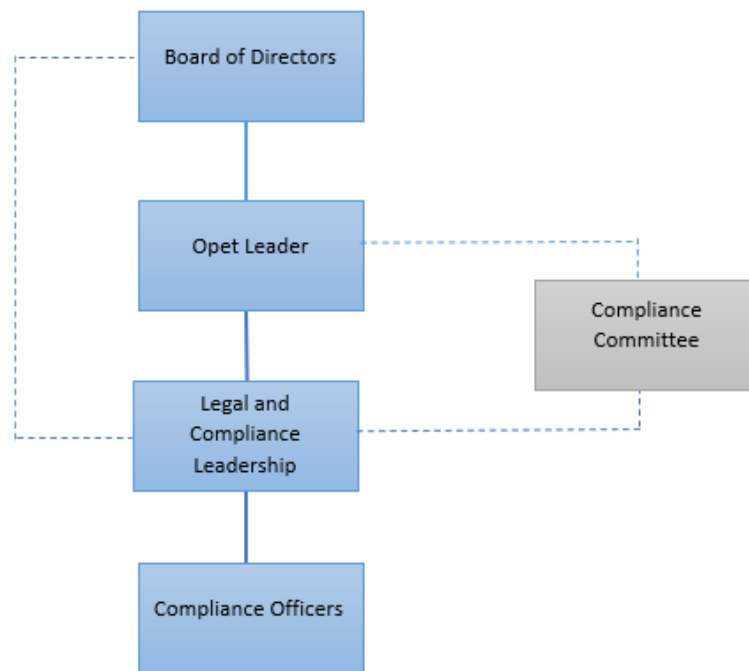 Board of Directors
Opet Leader
Compliance
Committee
Legal and
Compliance
Leadership
Compliance Officers